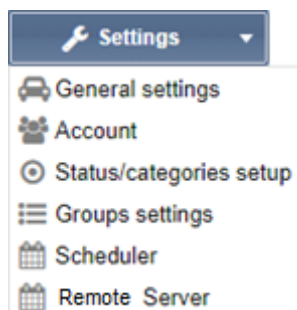 Settings
General settings
Account
Status/categories setup
Groups settings
Scheduler
Remote Server